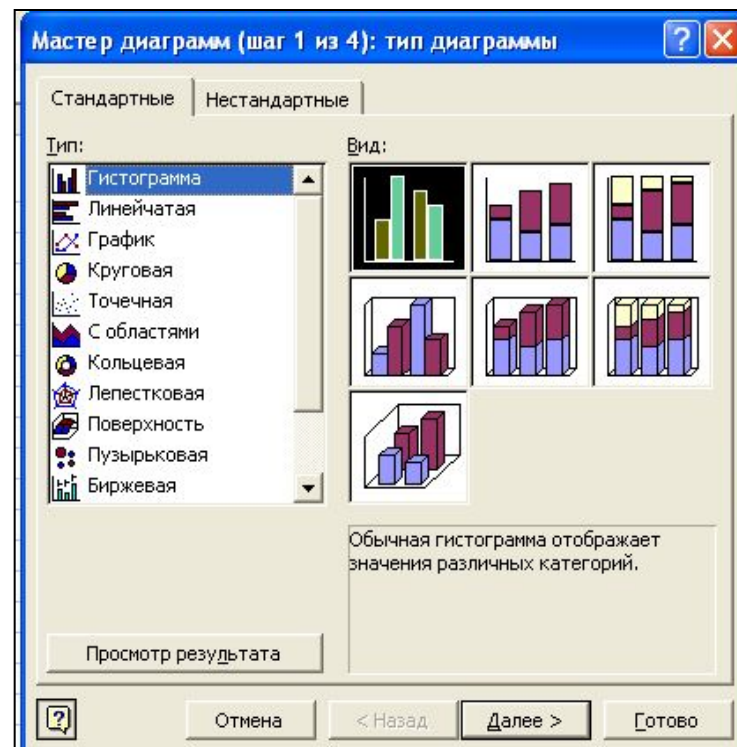 Мастер диаграмм (шаг 1 из 4): тип диаграммы
Стандартные
Нестандартные
Тип:
Гистограмма
Линейчатая
График
Круговая
Точечная
С областями
Кольцевая
Лепестковая
Поверхность
Пузырьковая
Биржевая
Вид:
Обычная гистограмма отображает
значения различных категорий.
Просмотр результата
Отмена
< Назад
Далее >
Готово